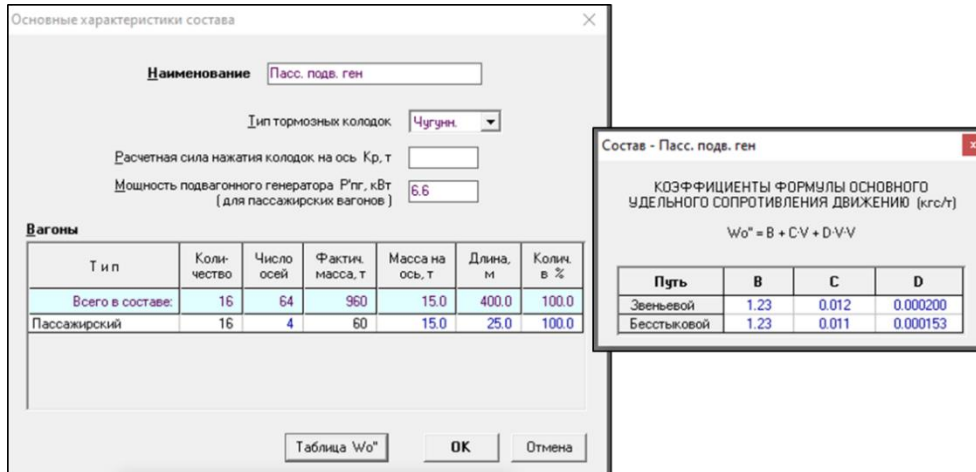 Основные характеристики состава
Наименование Пасс. подв. ген
Тип тормозных колодок Чугунн.
Расчетная сила нажатия колодок на ось Кр, т
Мощность подвагонного генератора P'пг, кВт 6.6
( для пассажирских вагонов )
Вагоны
Тип Коли-чество Число осей Фактич. масса, т Масса на ось, т Длина, м Колич. в %
Всего в составе: 16 64 960 15.0 400.0 100.0
Пассажирский 16 4 60 15.0 25.0 100.0
Таблица Wo" OK Отмена
Состав - Пасс. подв. ген
КОЭФФИЦИЕНТЫ ФОРМУЛЫ ОСНОВНОГО
УДЕЛЬНОГО СОПРОТИВЛЕНИЯ ДВИЖЕНИЮ (кгс/т)
Wo" = B + C·V + D·V·V
Путь B C D
Звеньевой 1.23 0.012 0.000200
Бесстыковой 1.23 0.011 0.000153